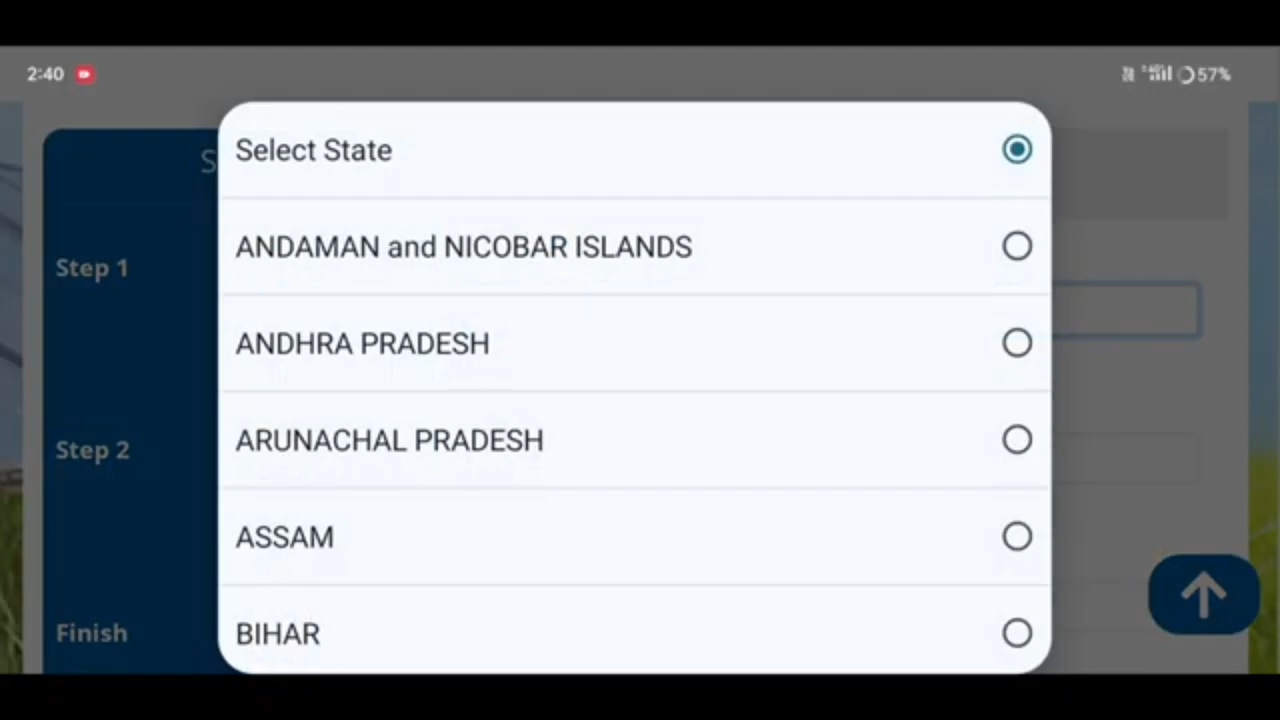 2:40
57%
Select State
ANDAMAN and NICOBAR ISLANDS
Step 1
ANDHRA PRADESH
ARUNACHAL PRADESH
Step 2
ASSAM
Finish
BIHAR